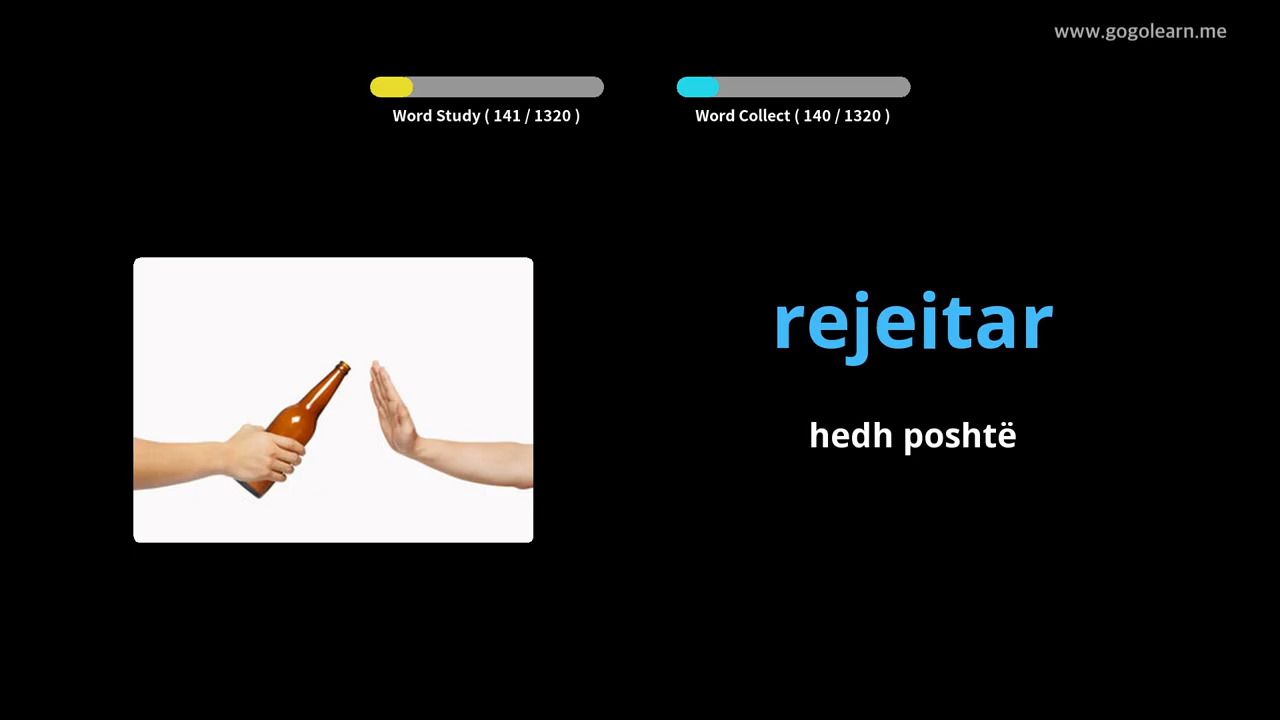 www.gogolearn.me
Word Study ( 141 / 1320 )
Word Collect ( 140 / 1320 )
rejeitar
hedh poshtë